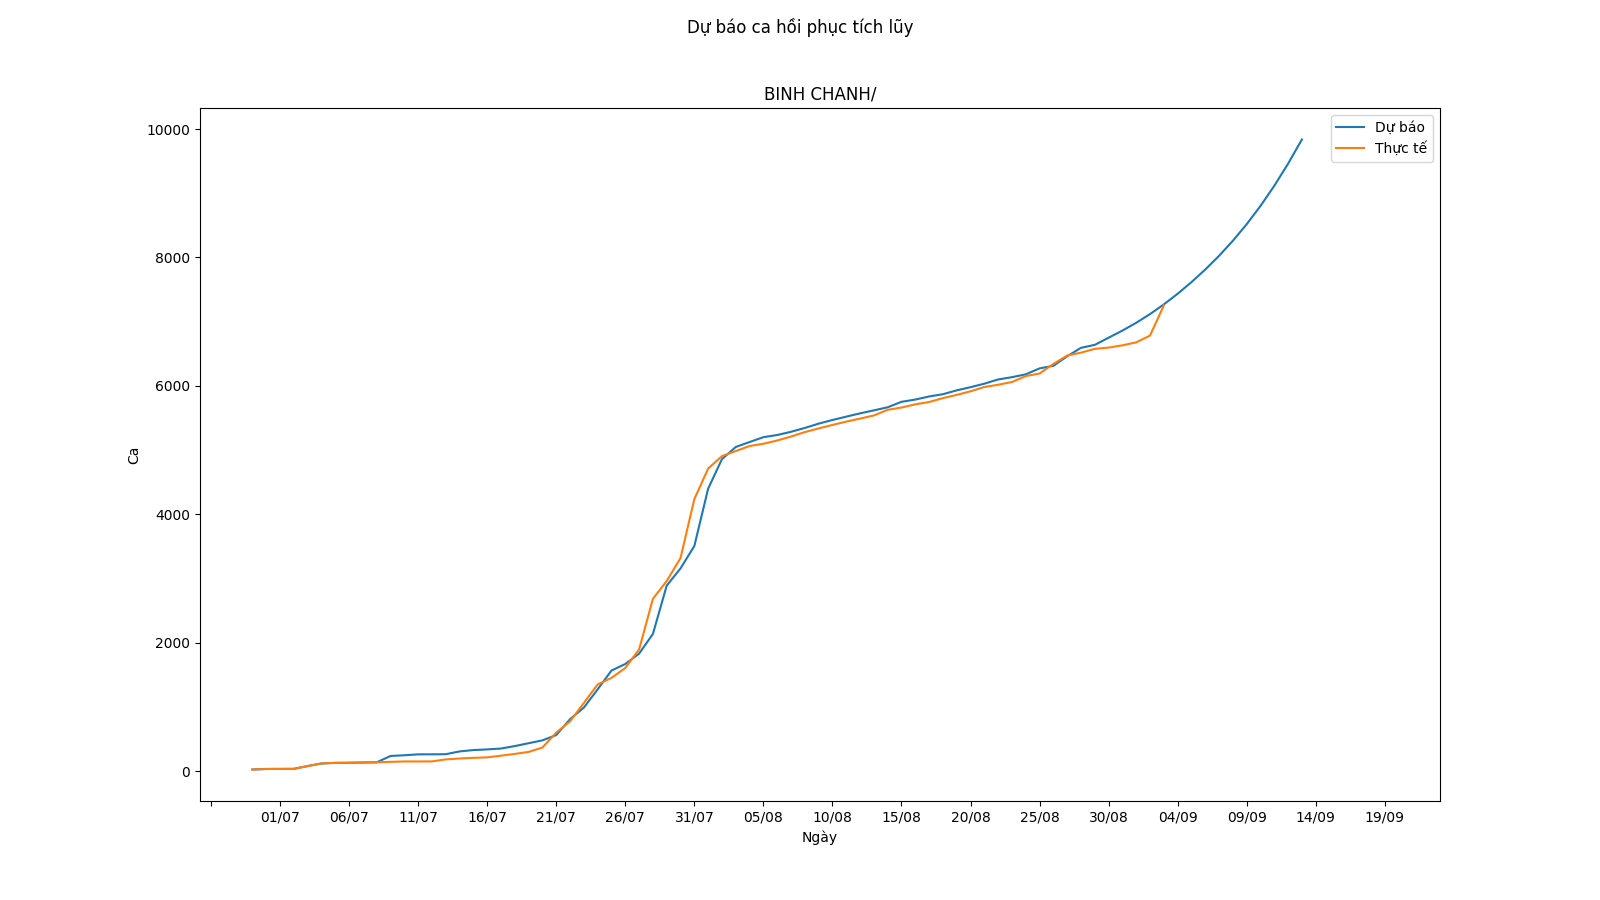 Dự báo ca hồi phục tích lũy
BINH CHANH/
Dự báo
Thực tế
10000
8000
6000
4000
2000
0
Ca
01/07 06/07 11/07 16/07 21/07 26/07 31/07 05/08 10/08 15/08 20/08 25/08 30/08 04/09 09/09 14/09 19/09
Ngày